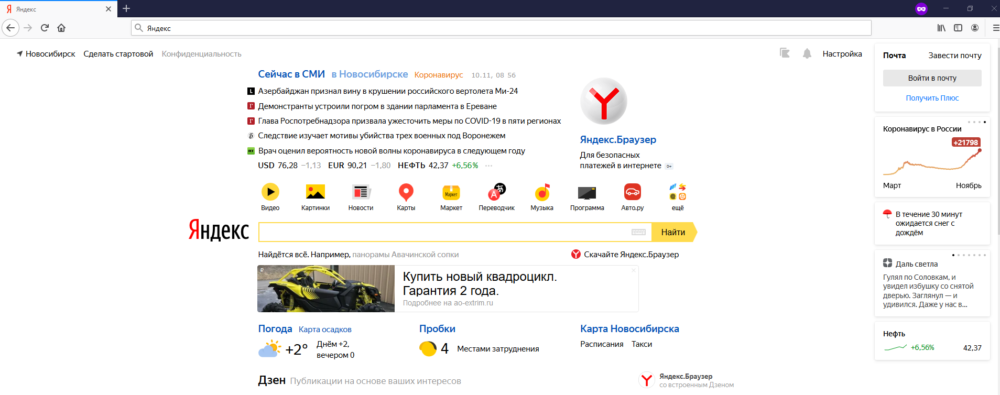 Яндекс
Яндекс
Новосибирск Сделать стартовой Конфиденциальность
Настройка
Сейчас в СМИ в Новосибирске Коронавирус 10.11, 08 56
Азербайджан признал вину в крушении российского вертолета Ми-24
Демонстранты устроили погром в здании парламента в Ереване
Глава Роспотребнадзора призвала ужесточить меры по COVID-19 в пяти регионах
Следствие изучает мотивы убийства трех военных под Воронежем
RT Врач оценил вероятность новой волны коронавируса в следующем году
USD 76,28 −1,13 EUR 90,21 −1,80 НЕФТЬ 42,37 +6,56% ···
Яндекс.Браузер
Для безопасных
платежей в интернете 0+
Маркет
Видео Картинки Новости Карты Маркет Переводчик Музыка Программа Авто.ру ещё
Яндекс
Найти
Найдётся всё. Например, панорамы Авачинской сопки
Скачайте Яндекс.Браузер
Купить новый квадроцикл.
Гарантия 2 года.
Подробнее на ao-extrim.ru
Погода Карта осадков
+2° Днём +2,
вечером 0
Пробки
4 Местами затруднения
Карта Новосибирска
Расписания Такси
Дзен Публикации на основе ваших интересов
Яндекс.Браузер
со встроенным Дзеном
Почта Завести почту
Войти в почту
Получить Плюс
Коронавирус в России
+21798
Март Ноябрь
В течение 30 минут
ожидается снег с
дождём
Даль светла
Гулял по Соловкам, и
увидел избушку со снятой
дверью. Заглянул — и
удивился. Даже у нас в...
Нефть
+6,56% 42,37